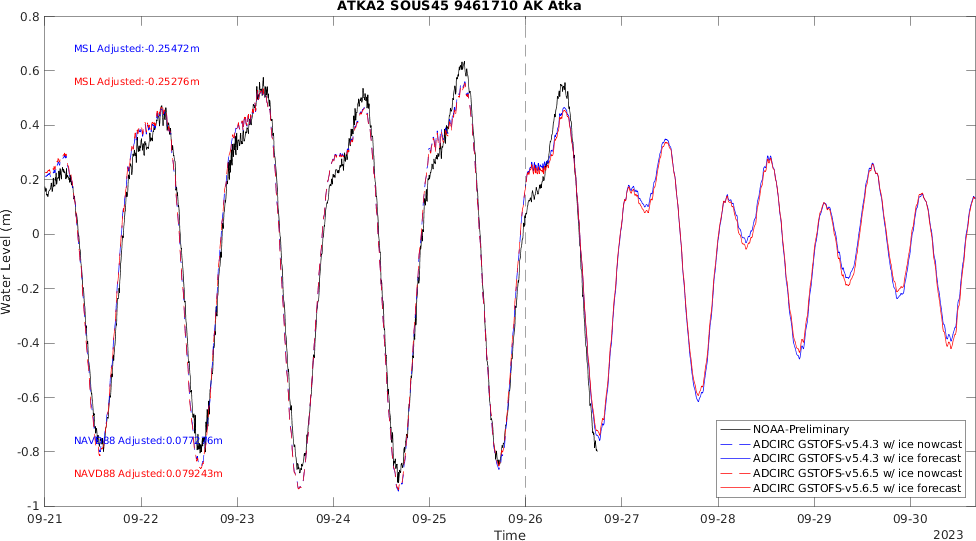 ATKA2 SOUS45 9461710 AK Atka
0.8
0.6
0.4
0.2
0
-0.2
-0.4
-0.6
-0.8
-1
Water Level (m)
MSL Adjusted:-0.25472m
MSL Adjusted:-0.25276m
NAVD88 Adjusted:0.077
NAVD88 Adjusted:0.079243m
NOAA-Preliminary
ADCIRC GSTOFS-v5.4.3 w/ ice nowcast
ADCIRC GSTOFS-v5.4.3 w/ ice forecast
ADCIRC GSTOFS-v5.6.5 w/ ice nowcast
ADCIRC GSTOFS-v5.6.5 w/ ice forecast
09-21 09-22 09-23 09-24 09-25 09-26 09-27 09-28 09-29 09-30
Time
2023